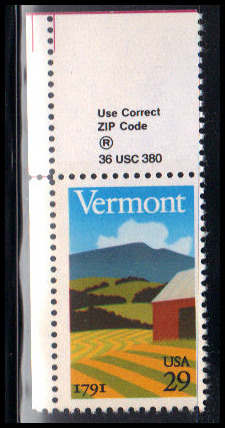 Use Correct
ZIP Code
®
36 USC 380
Vermont
USA
1791 29